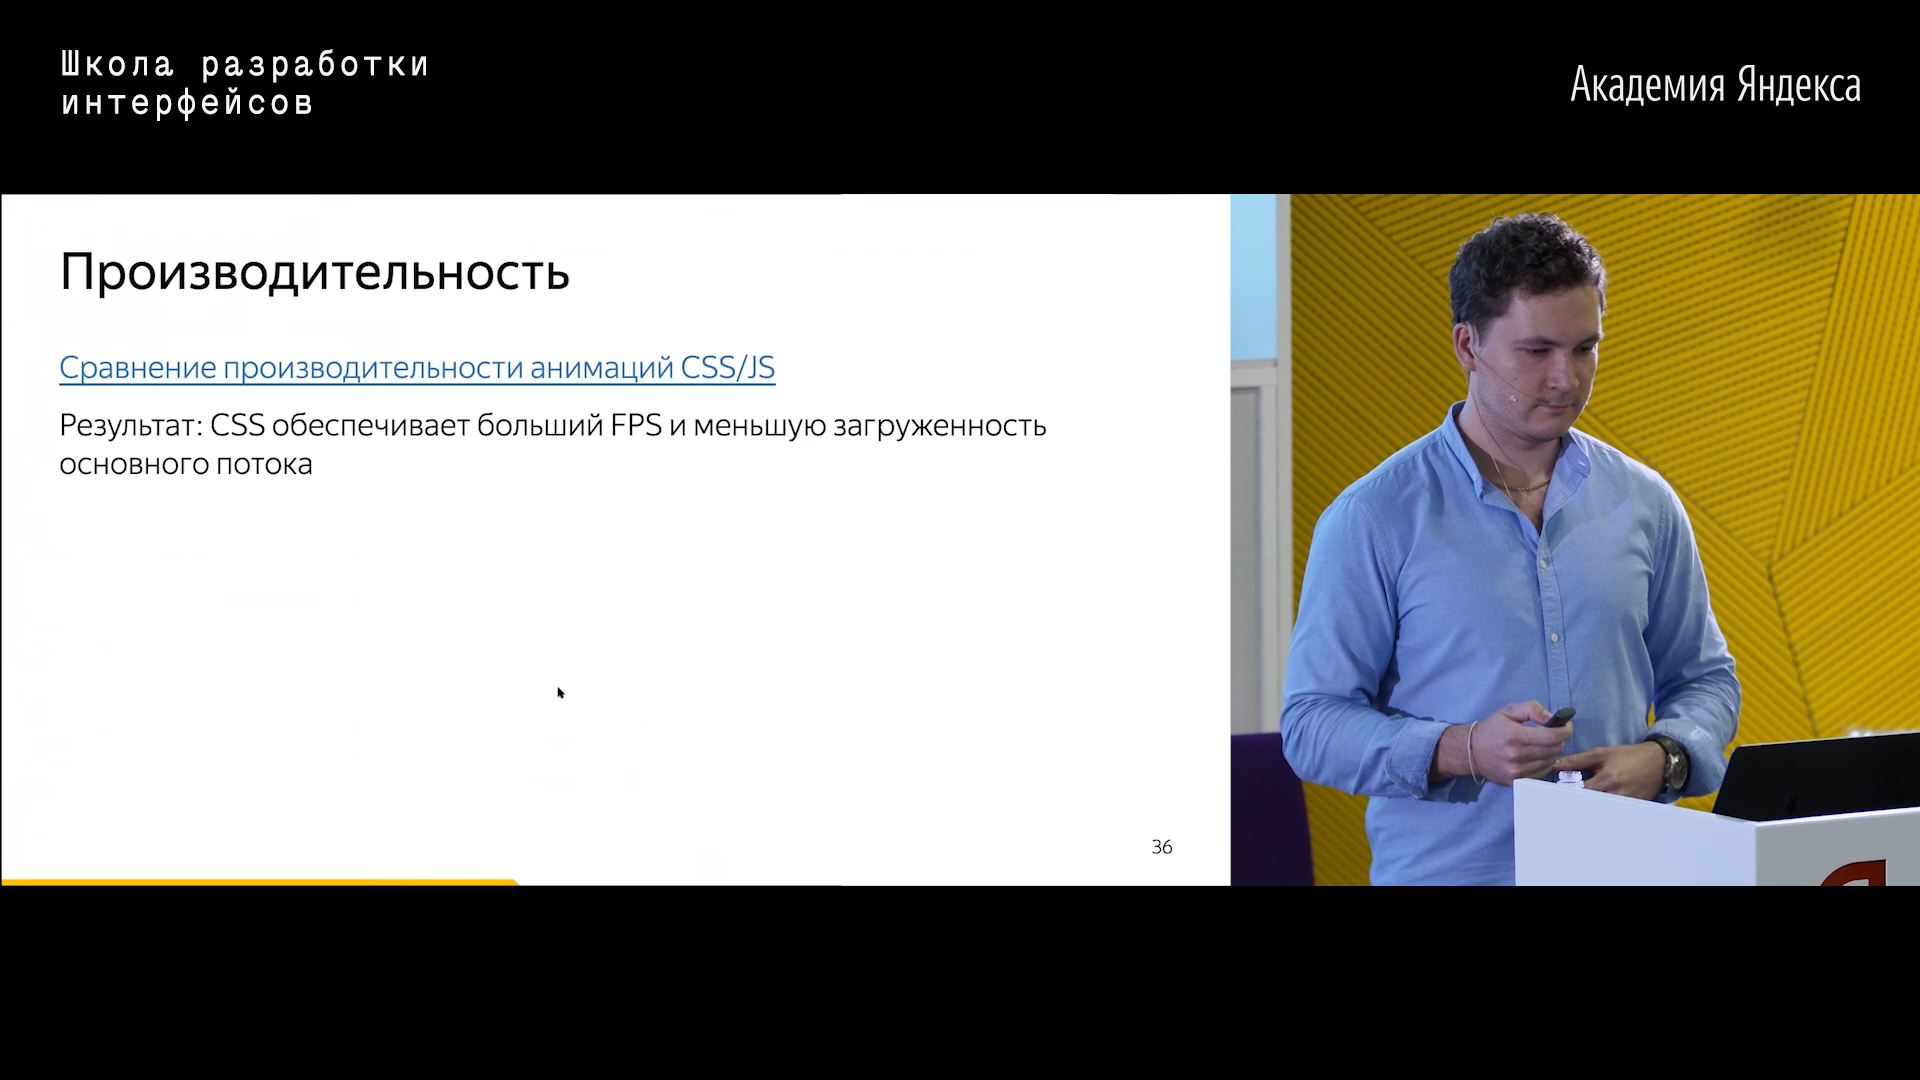 Школа разработки
интерфейсов
Академия Яндекса
Производительность
Сравнение производительности анимаций CSS/JS
Результат: CSS обеспечивает больший FPS и меньшую загруженность
основного потока
36